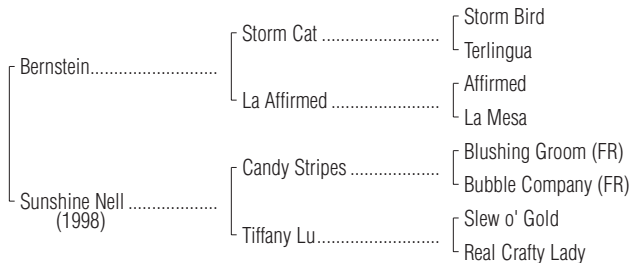 Storm Bird
Storm Cat ........................
Terlingua
Bernstein..........................
Affirmed
La Affirmed ......................
La Mesa
Blushing Groom (FR)
Candy Stripes ..................
Bubble Company (FR)
Sunshine Nell ..................
(1998)
Slew o' Gold
Tiffany Lu.........................
Real Crafty Lady